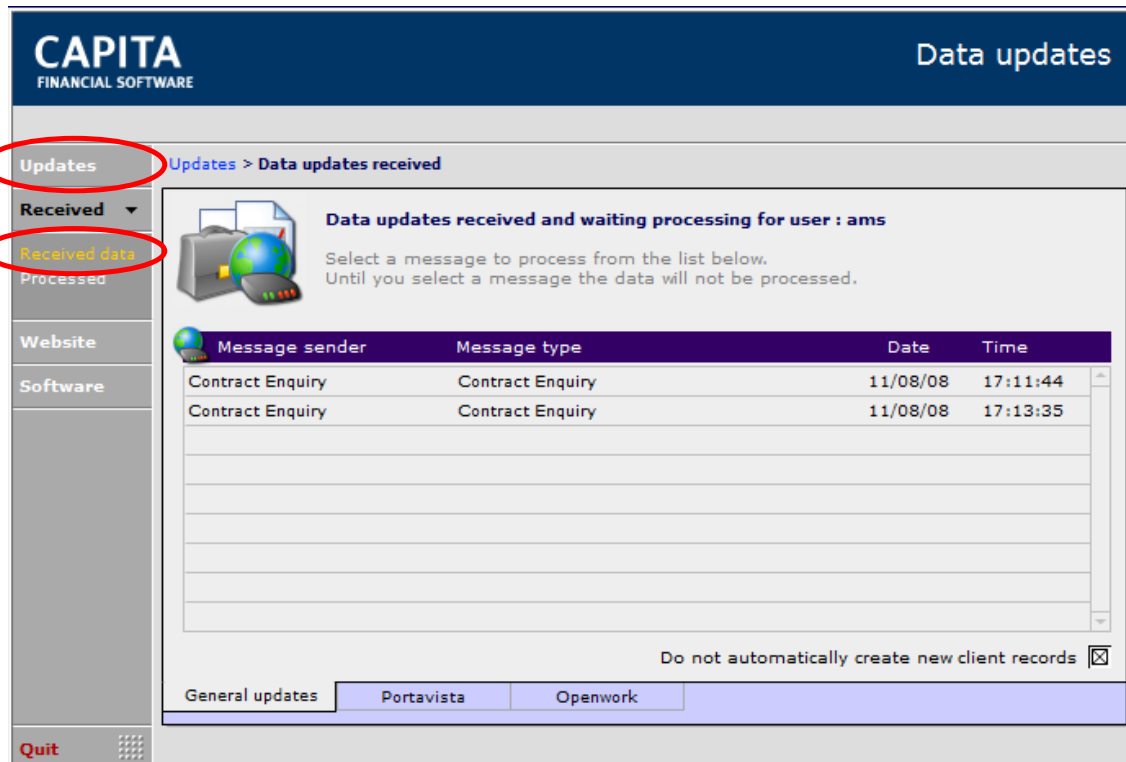 CAPITA
FINANCIAL SOFTWARE
Data updates
Updates
Received
Received data
Processed
Website
Software
Quit
Updates > Data updates received
Data updates received and waiting processing for user : ams
Select a message to process from the list below.
Until you select a message the data will not be processed.
Message sender Message type Date Time
Contract Enquiry Contract Enquiry 11/08/08 17:11:44
Contract Enquiry Contract Enquiry 11/08/08 17:13:35
Do not automatically create new client records
General updates Portavista Openwork